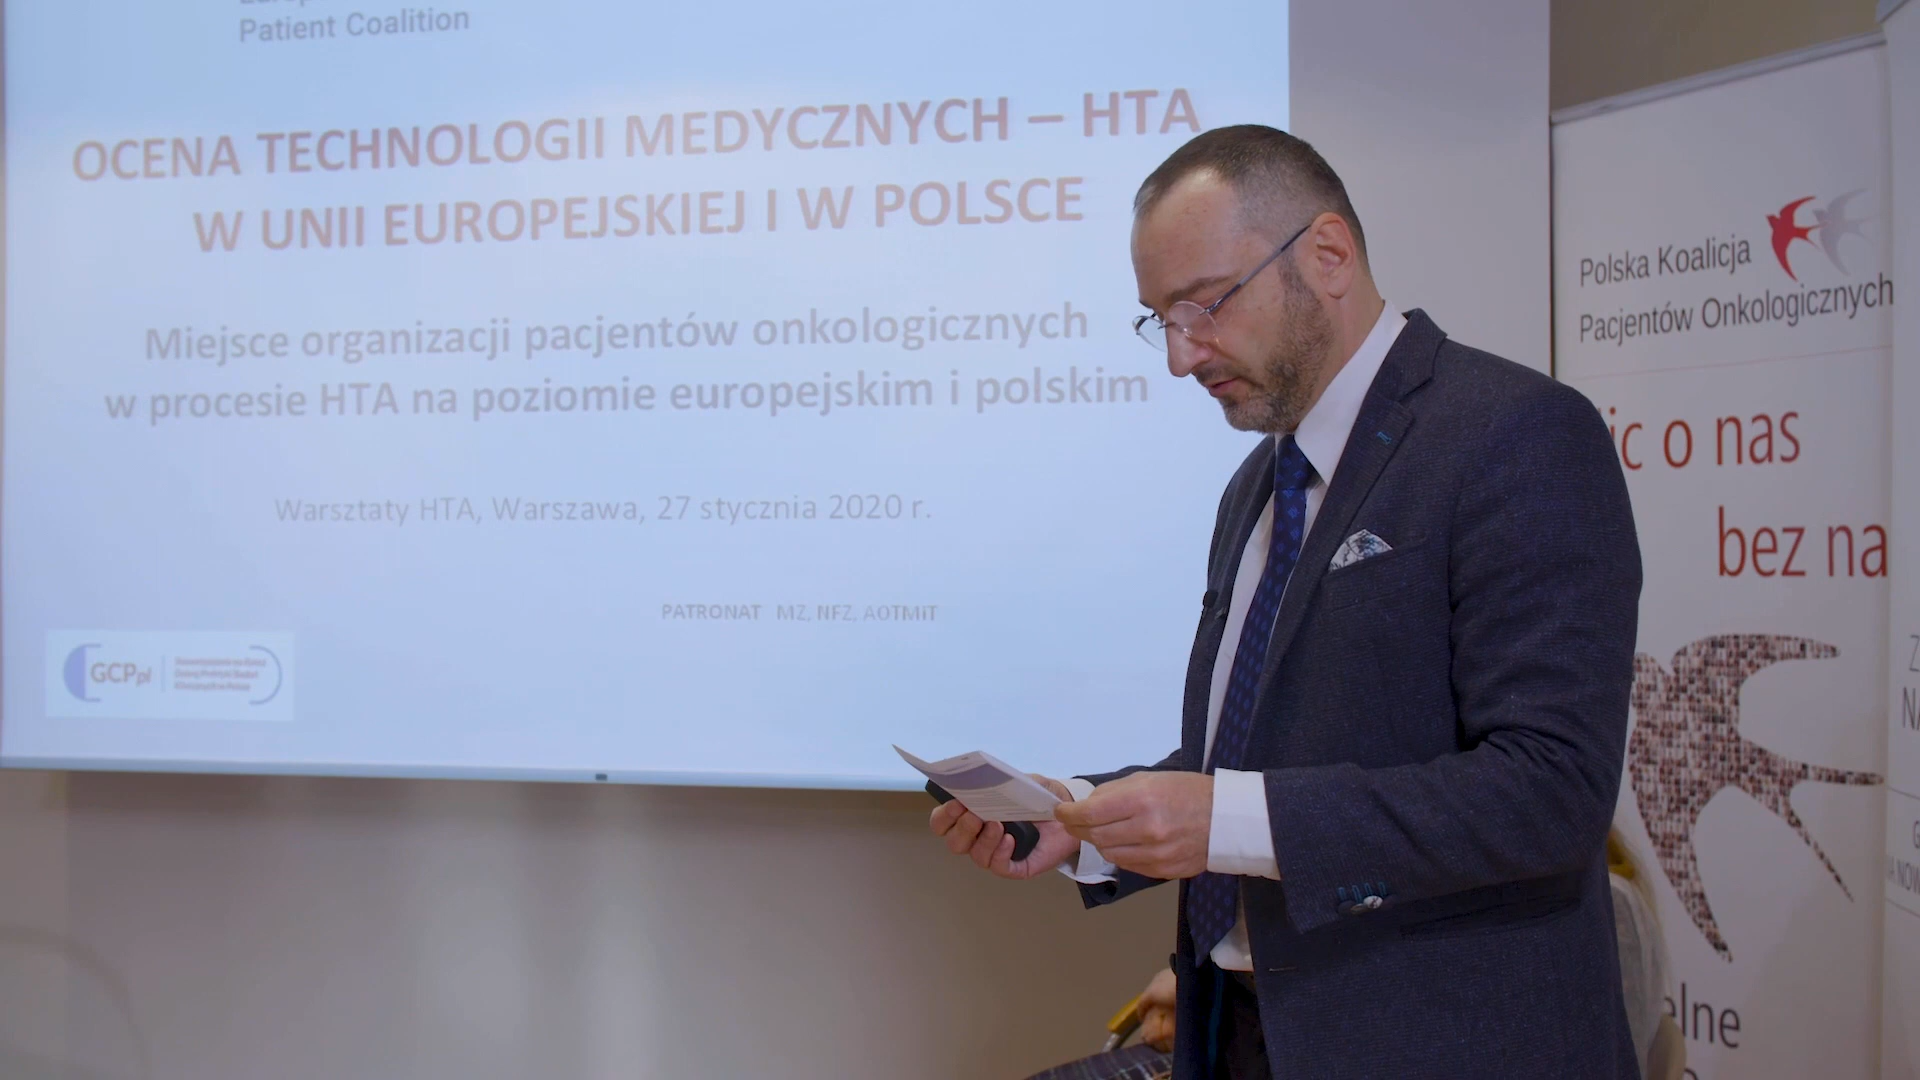 Patient Coalition
OCENA TECHNOLOGII MEDYCZNYCH – HTA
W UNII EUROPEJSKIEJ I W POLSCE
Miejsce organizacji pacjentów onkologicznych
w procesie HTA na poziomie europejskim i polskim
Warsztaty HTA, Warszawa, 27 stycznia 2020 r.
PATRONAT MZ, NFZ, AOTMiT
GCPpl
Polska Koalicja
Pacjentów Onkologicznych
ic o nas
bez na
elne